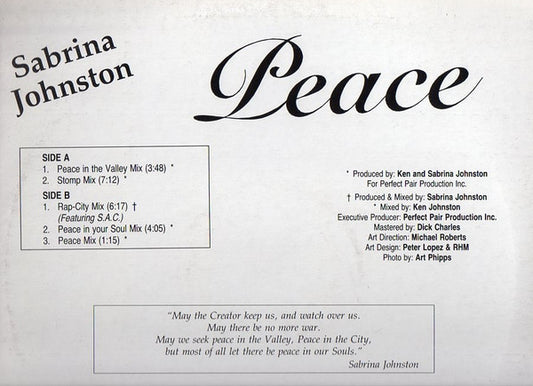 Sabrina
Johnston
Peace
SIDE A
1. Peace in the Valley Mix (3:48) *
2. Stomp Mix (7:12) *
SIDE B
1. Rap-City Mix (6:17) †
(Featuring S.A.C.)
2. Peace in your Soul Mix (4:05) *
3. Peace Mix (1:15) *
* Produced by: Ken and Sabrina Johnston
For Perfect Pair Production Inc.
† Produced by: Sabrina Johnston
* Mixed by: Ken Johnston
Executive Producer: Perfect Pair Production Inc.
Mastered by: Dick Charles
Art Direction: Michael Roberts
Art Design: Peter Lopez & RHM
Photo by: Art Phipps
"May the Creator keep us, and watch over us.
May there be no more war.
May we seek peace in the Valley, Peace in the City,
but most of all let there be peace in our Souls."
Sabrina Johnston